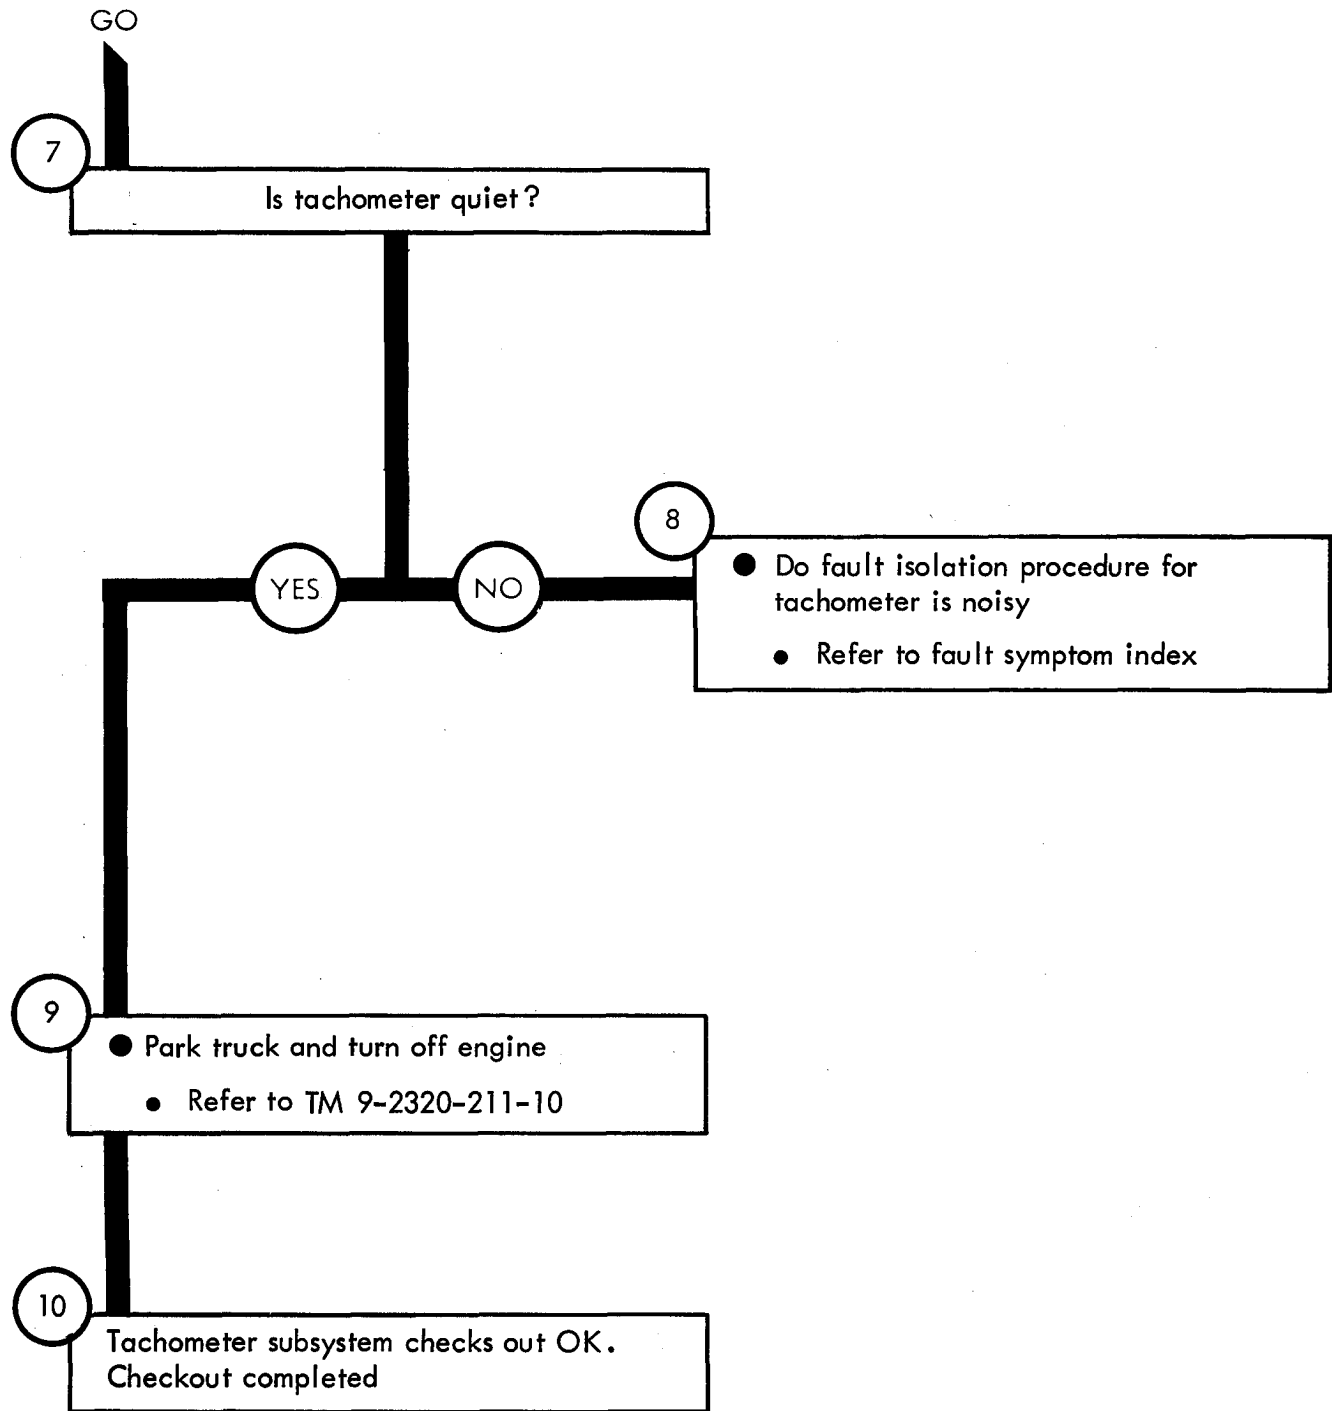 GO
7
Is tachometer quiet?
YES
NO
8
● Do fault isolation procedure for
tachometer is noisy
● Refer to fault symptom index
9
● Park truck and turn off engine
● Refer to TM 9-2320-211-10
10
Tachometer subsystem checks out OK.
Checkout completed